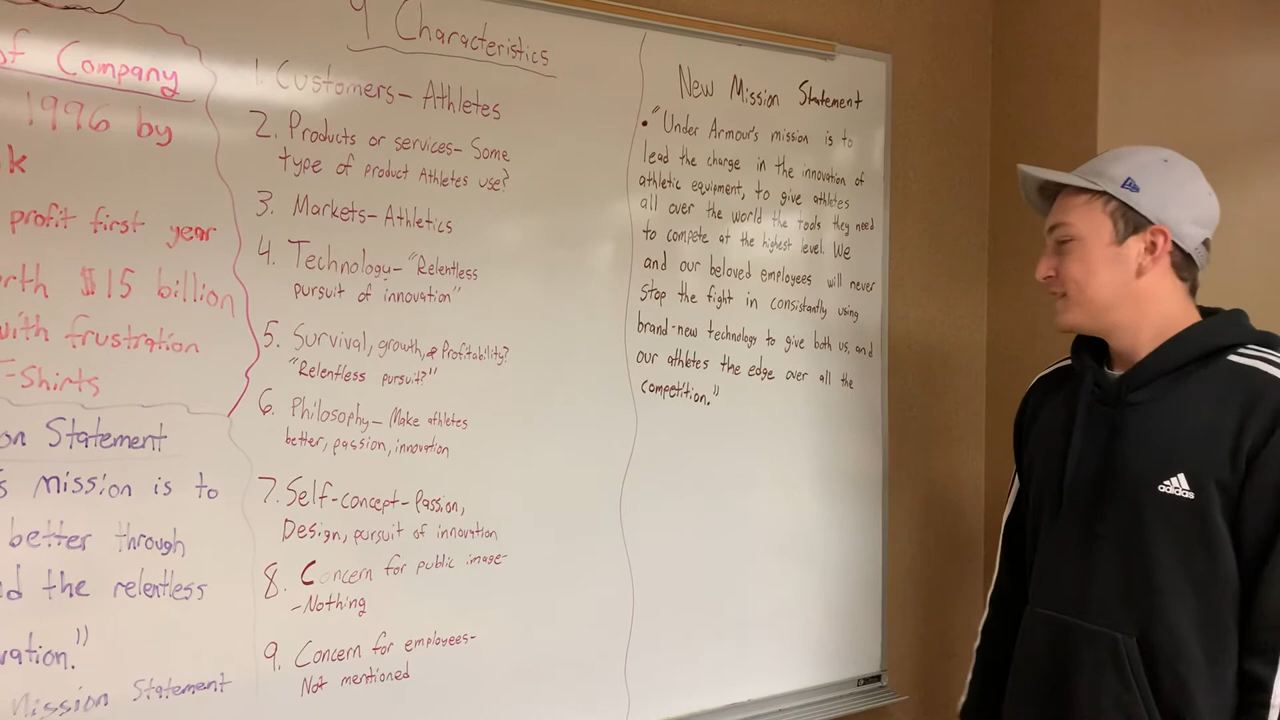 of Company
1996 by
k
profit first year
rth $15 billion
with frustration
T-Shirts
on Statement
s mission is to
better through
nd the relentless
vation."
Mission Statement
9 Characteristics
1. Customers- Athletes
2. Products or services- Some
type of product Athletes use?
3. Markets- Athletics
4. Technology- "Relentless
pursuit of innovation"
5. Survival, growth, & Profitability?
"Relentless pursuit?"
6. Philosophy- Make athletes
better, passion, innovation
7. Self-concept- Passion,
Design, pursuit of innovation
8. Concern for public image-
-Nothing
9. Concern for employees-
Not mentioned
New Mission Statement
• "Under Armour's mission is to
lead the charge in the innovation of
athletic equipment, to give athletes
all over the world the tools they need
to compete at the highest level. We
and our beloved employees will never
stop the fight in consistantly using
brand-new technology to give both us, and
our athletes the edge over all the
competition."
adidas